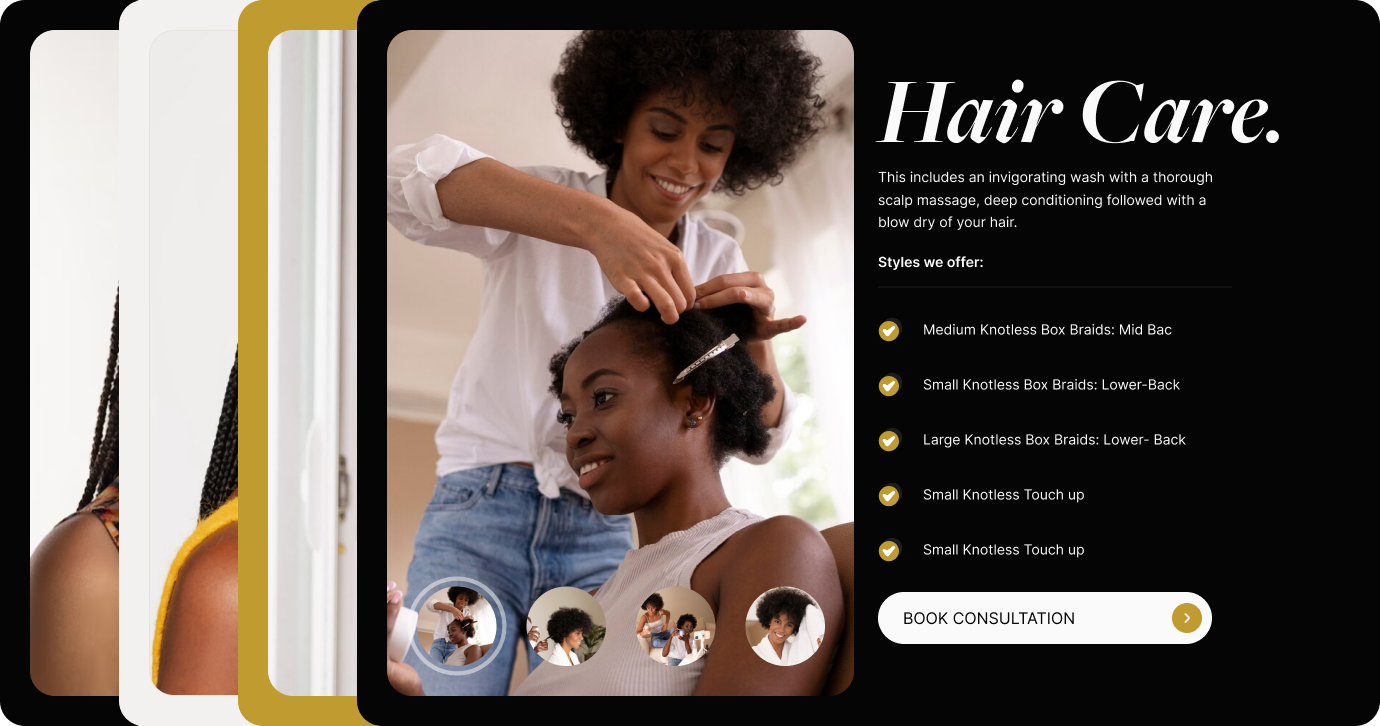 Hair Care.
This includes an invigorating wash with a thorough
scalp massage, deep conditioning followed with a
blow dry of your hair.
Styles we offer:
Medium Knotless Box Braids: Mid Bac
Small Knotless Box Braids: Lower-Back
Large Knotless Box Braids: Lower- Back
Small Knotless Touch up
Small Knotless Touch up
BOOK CONSULTATION